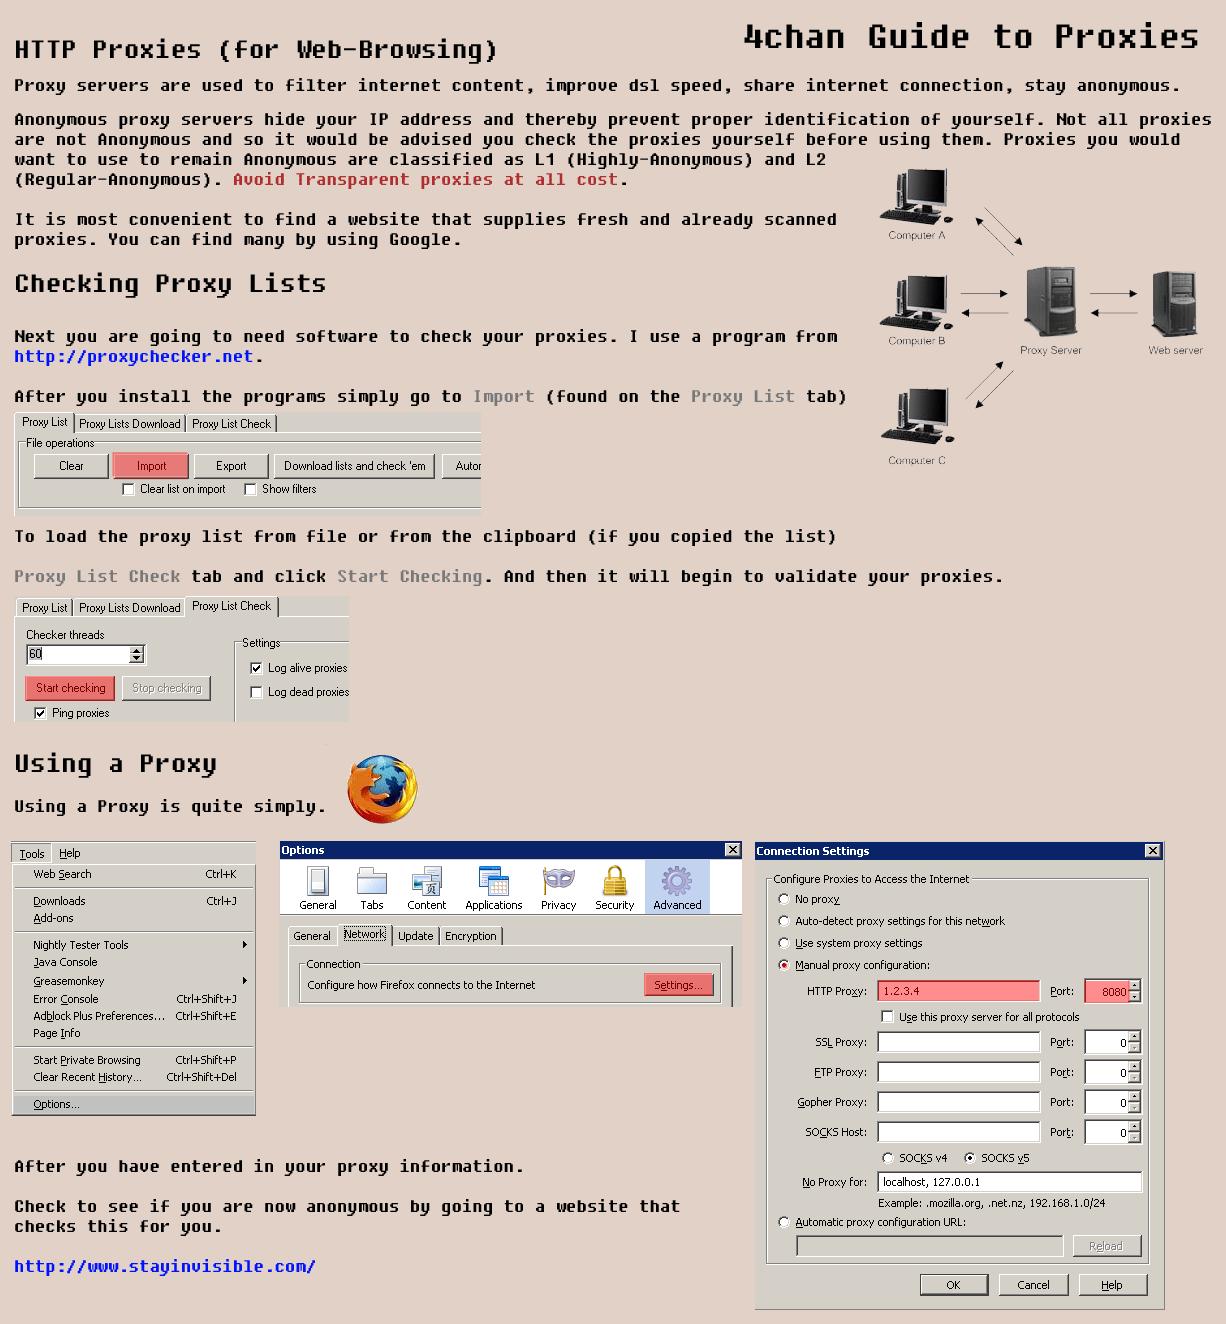 4chan Guide to Proxies
HTTP Proxies (for Web-Browsing)
Proxy servers are used to filter internet content, improve dsl speed, share internet connection, stay anonymous.
Anonymous proxy servers hide your IP address and thereby prevent proper identification of yourself. Not all proxies
are not Anonymous and so it would be advised you check the proxies yourself before using them. Proxies you would
want to use to remain Anonymous are classified as L1 (Highly-Anonymous) and L2
(Regular-Anonymous). Avoid Transparent proxies at all cost.
It is most convenient to find a website that supplies fresh and already scanned
proxies. You can find many by using Google.
Computer A
Computer B
Proxy Server
Web server
Computer C
Checking Proxy Lists
Next you are going to need software to check your proxies. I use a program from
http://proxychecker.net.
After you install the programs simply go to Import (found on the Proxy List tab)
Proxy List Proxy Lists Download Proxy List Check
File operations
Clear Import Export Download lists and check 'em Autor
Clear list on import Show filters
To load the proxy list from file or from the clipboard (if you copied the list)
Proxy List Check tab and click Start Checking. And then it will begin to validate your proxies.
Proxy List Proxy Lists Download Proxy List Check
Checker threads
60
Start checking Stop checking
Ping proxies
Settings
Log alive proxies
Log dead proxies
Using a Proxy
Using a Proxy is quite simply.
Tools Help
Web Search Ctrl+K
Downloads Ctrl+J
Add-ons
Nightly Tester Tools
Java Console
Greasemonkey
Error Console Ctrl+Shift+J
Adblock Plus Preferences... Ctrl+Shift+E
Page Info
Start Private Browsing Ctrl+Shift+P
Clear Recent History... Ctrl+Shift+Del
Options...
Options
General Tabs Content Applications Privacy Security Advanced
General Network Update Encryption
Connection
Configure how Firefox connects to the Internet Settings...
Connection Settings
Configure Proxies to Access the Internet
No proxy
Auto-detect proxy settings for this network
Use system proxy settings
Manual proxy configuration:
HTTP Proxy: 1.2.3.4 Port: 8080
Use this proxy server for all protocols
SSL Proxy: Port: 0
FTP Proxy: Port: 0
Gopher Proxy: Port: 0
SOCKS Host: Port: 0
SOCKS v4 SOCKS v5
No Proxy for: localhost, 127.0.0.1
Example: .mozilla.org, .net.nz, 192.168.1.0/24
Automatic proxy configuration URL:
Reload
OK Cancel Help
After you have entered in your proxy information.
Check to see if you are now anonymous by going to a website that
checks this for you.
http://www.stayinvisible.com/